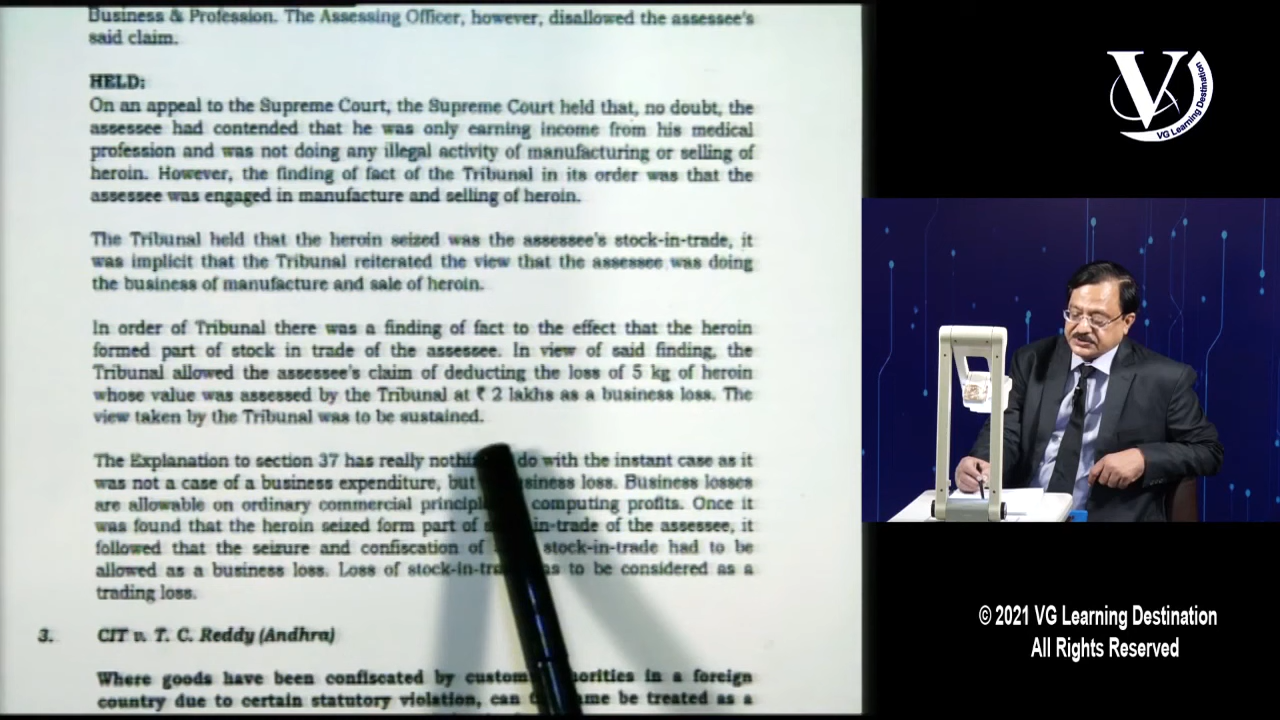 Business & Profession. The Assessing Officer, however, disallowed the assessee's
said claim.
HELD:
On an appeal to the Supreme Court, the Supreme Court held that, no doubt, the
assessee had contended that he was only earning income from his medical
profession and was not doing any illegal activity of manufacturing or selling of
heroin. However, the finding of fact of the Tribunal in its order was that the
assessee was engaged in manufacture and selling of heroin.
The Tribunal held that the heroin seized was the assessee's stock-in-trade, it
was implicit that the Tribunal reiterated the view that the assessee was doing
the business of manufacture and sale of heroin.
In order of Tribunal there was a finding of fact to the effect that the heroin
formed part of stock in trade of the assessee. In view of said finding, the
Tribunal allowed the assessee's claim of deducting the loss of 5 kg of heroin
whose value was assessed by the Tribunal at ₹ 2 lakhs as a business loss. The
view taken by the Tribunal was to be sustained.
The Explanation to section 37 has really do with the instant case as it
was not a case of a business expenditure, but loss. Business losses
are allowable on ordinary commercial computing profits. Once it
was found that the heroin seized form part of in-trade of the assessee, it
followed that the seizure and confiscation of stock-in-trade had to be
allowed as a business loss. Loss of to be considered as a
trading loss.
3. CIT v. T. C. Reddy (Andhra)
Where goods have been confiscated by in a foreign
country due to certain statutory violation, can be treated as a
V
VG Learning Destination
© 2021 VG Learning Destination
All Rights Reserved